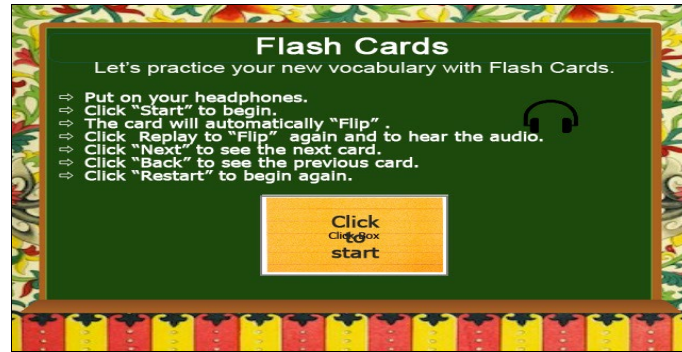 Flash Cards
Let's practice your new vocabulary with Flash Cards.
⇨ Put on your headphones.
⇨ Click “Start” to begin.
⇨ The card will automatically “Flip” .
⇨ Click  Replay to “Flip”  again and to hear the audio.
⇨ Click “Next” to see the next card.
⇨ Click “Back” to see the previous card.
⇨ Click “Restart” to begin again.
Click
Click Box
to
start